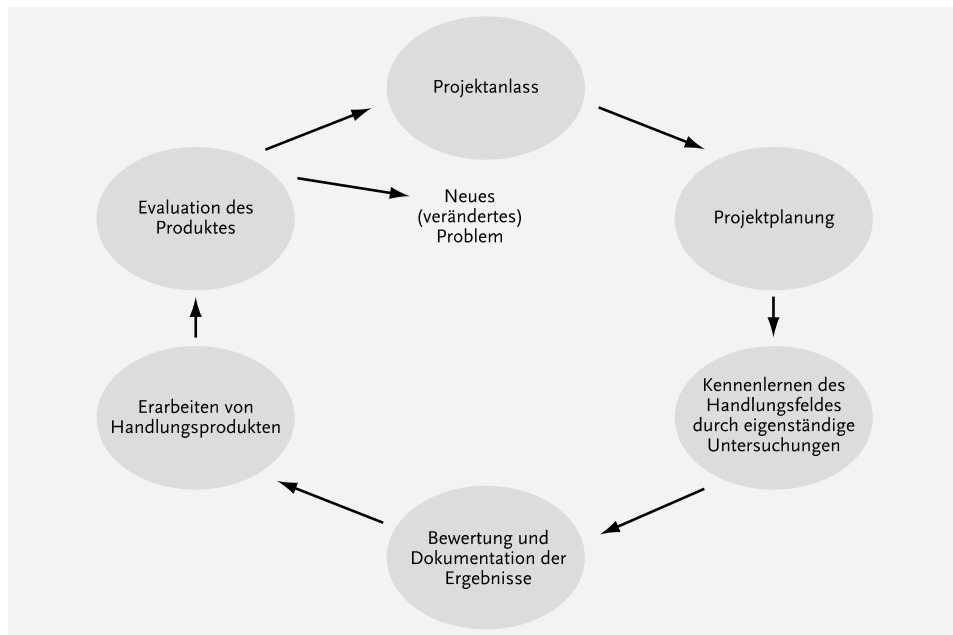 Projektanlass
Projektplanung
Kennenlernen des
Handlungsfeldes
durch eigenständige
Untersuchungen
Bewertung und
Dokumentation der
Ergebnisse
Erarbeiten von
Handlungsprodukten
Evaluation des
Produktes
Neues
(verändertes)
Problem